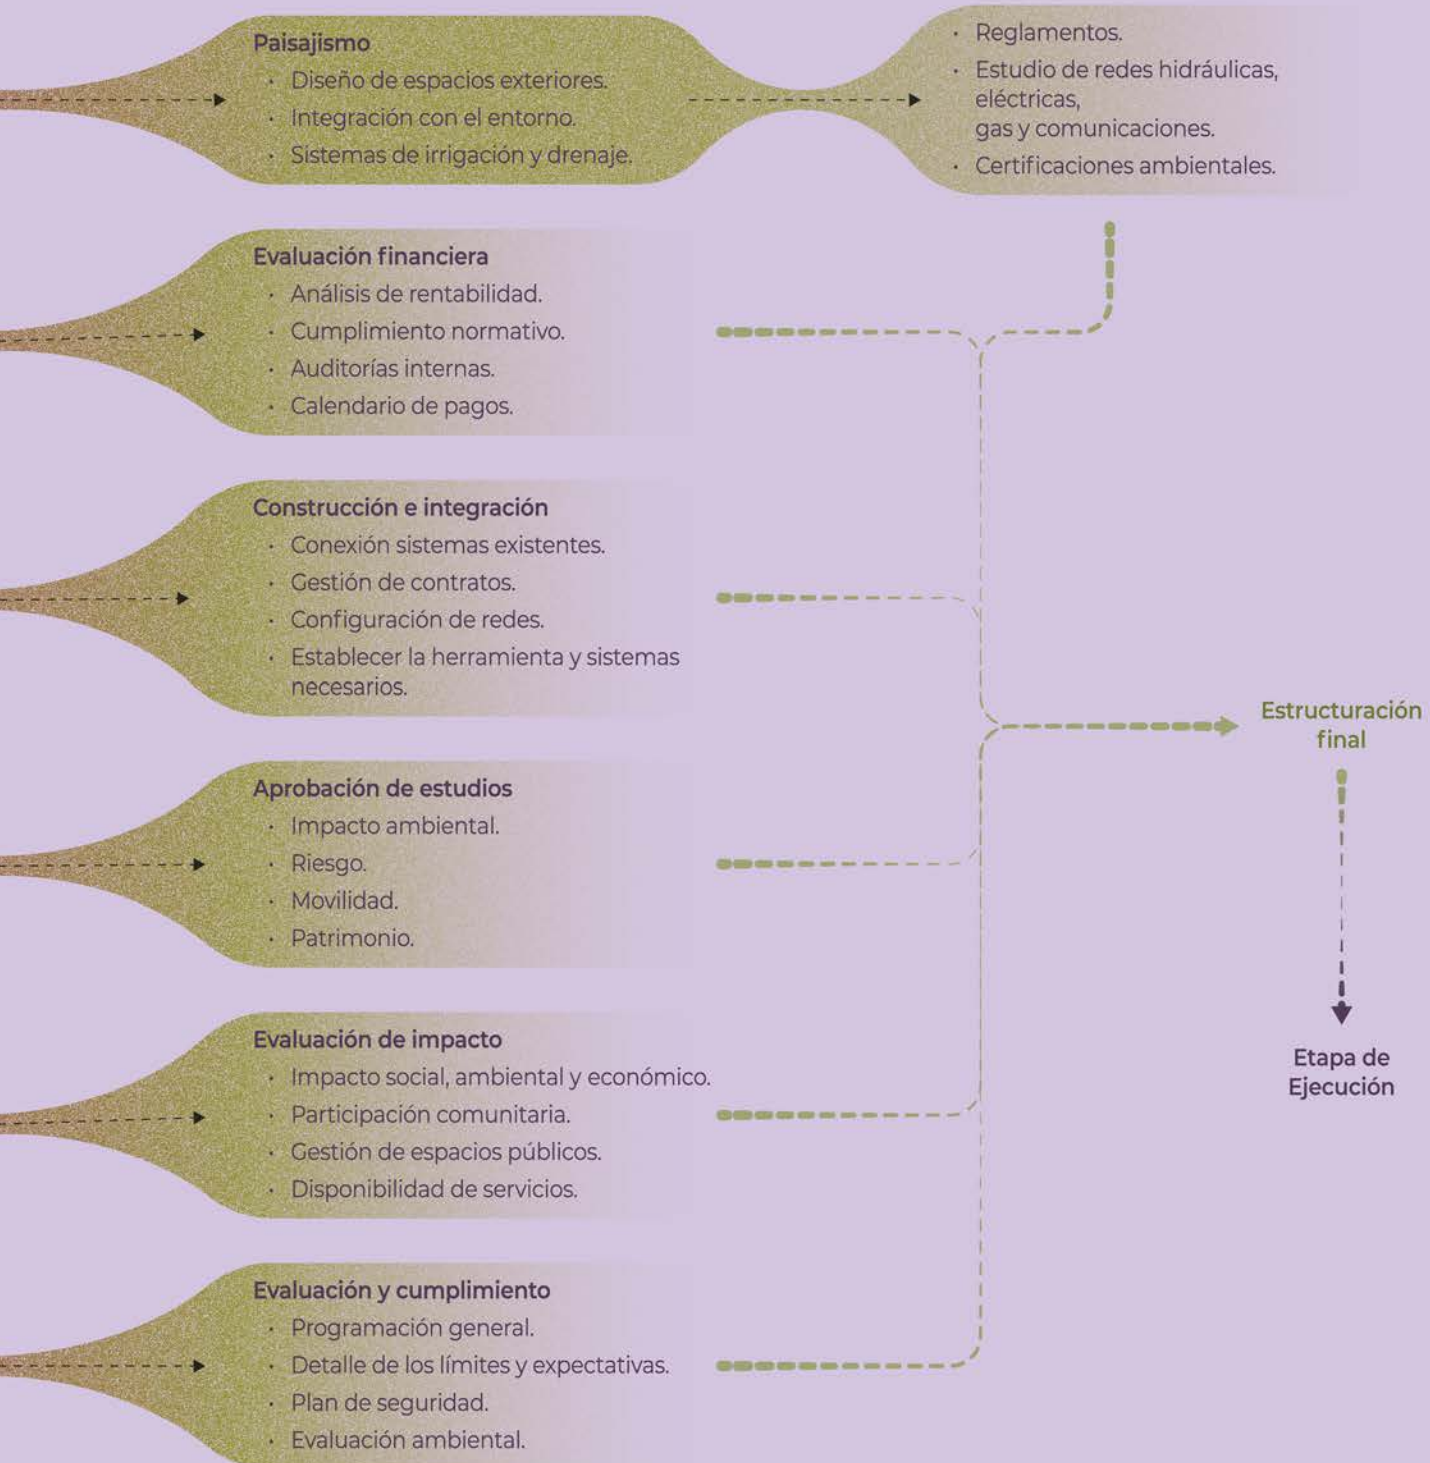 Paisajismo
· Diseño de espacios exteriores.
· Integración con el entorno.
· Sistemas de irrigación y drenaje.
· Reglamentos.
· Estudio de redes hidráulicas,
eléctricas,
gas y comunicaciones.
· Certificaciones ambientales.
Evaluación financiera
· Análisis de rentabilidad.
· Cumplimiento normativo.
· Auditorías internas.
· Calendario de pagos.
Construcción e integración
· Conexión sistemas existentes.
· Gestión de contratos.
· Configuración de redes.
· Establecer la herramienta y sistemas
necesarios.
Aprobación de estudios
· Impacto ambiental.
· Riesgo.
· Movilidad.
· Patrimonio.
Evaluación de impacto
· Impacto social, ambiental y económico.
· Participación comunitaria.
· Gestión de espacios públicos.
· Disponibilidad de servicios.
Evaluación y cumplimiento
· Programación general.
· Detalle de los límites y expectativas.
· Plan de seguridad.
· Evaluación ambiental.
Estructuración
final
Etapa de
Ejecución